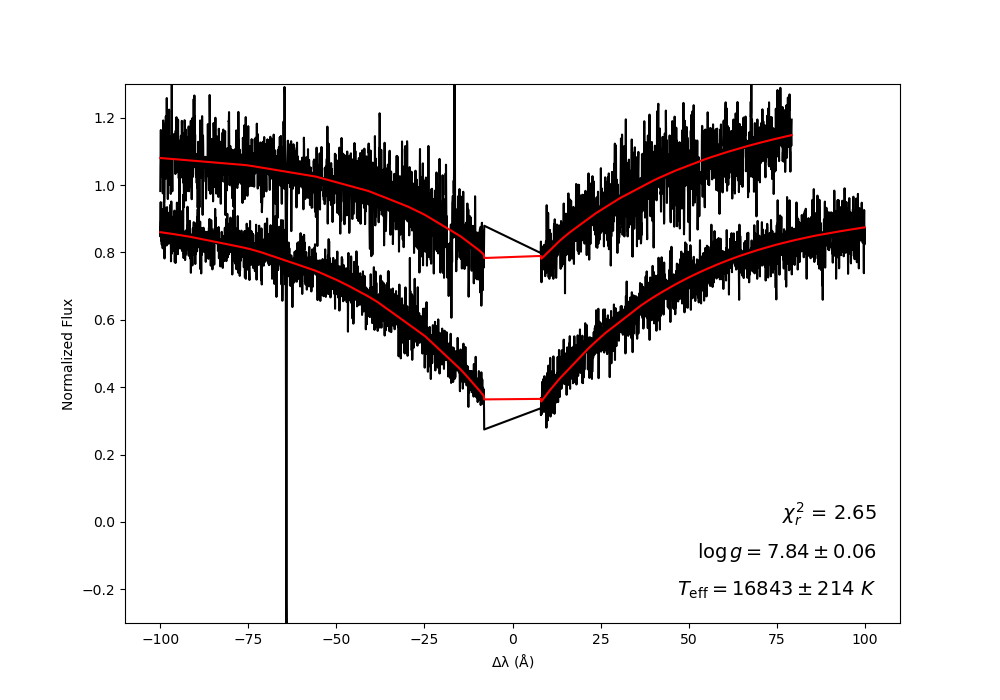 1.2
1.0
0.8
0.6
0.4
0.2
0.0
−0.2
Normalized Flux
χ²ᵣ = 2.65
log g = 7.84 ± 0.06
T_eff = 16843 ± 214 K
−100 −75 −50 −25 0 25 50 75 100
Δλ (Å)